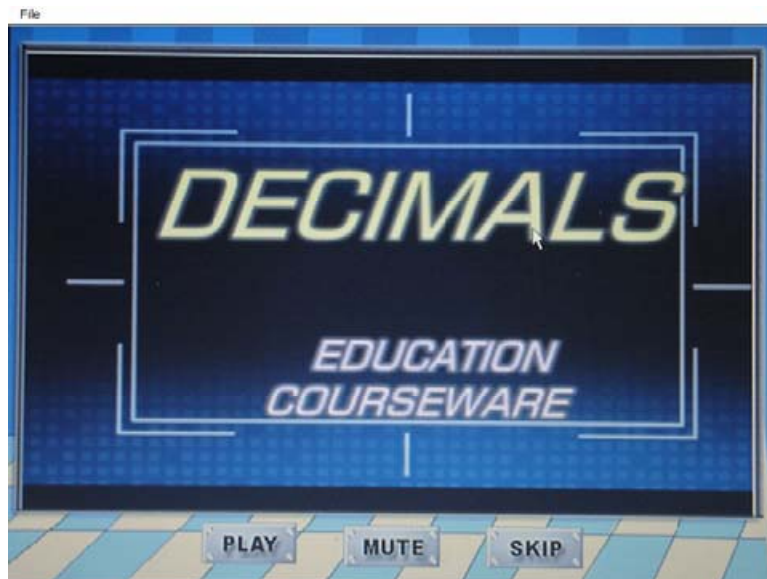 File
DECIMALS
EDUCATION
COURSEWARE
PLAY MUTE SKIP